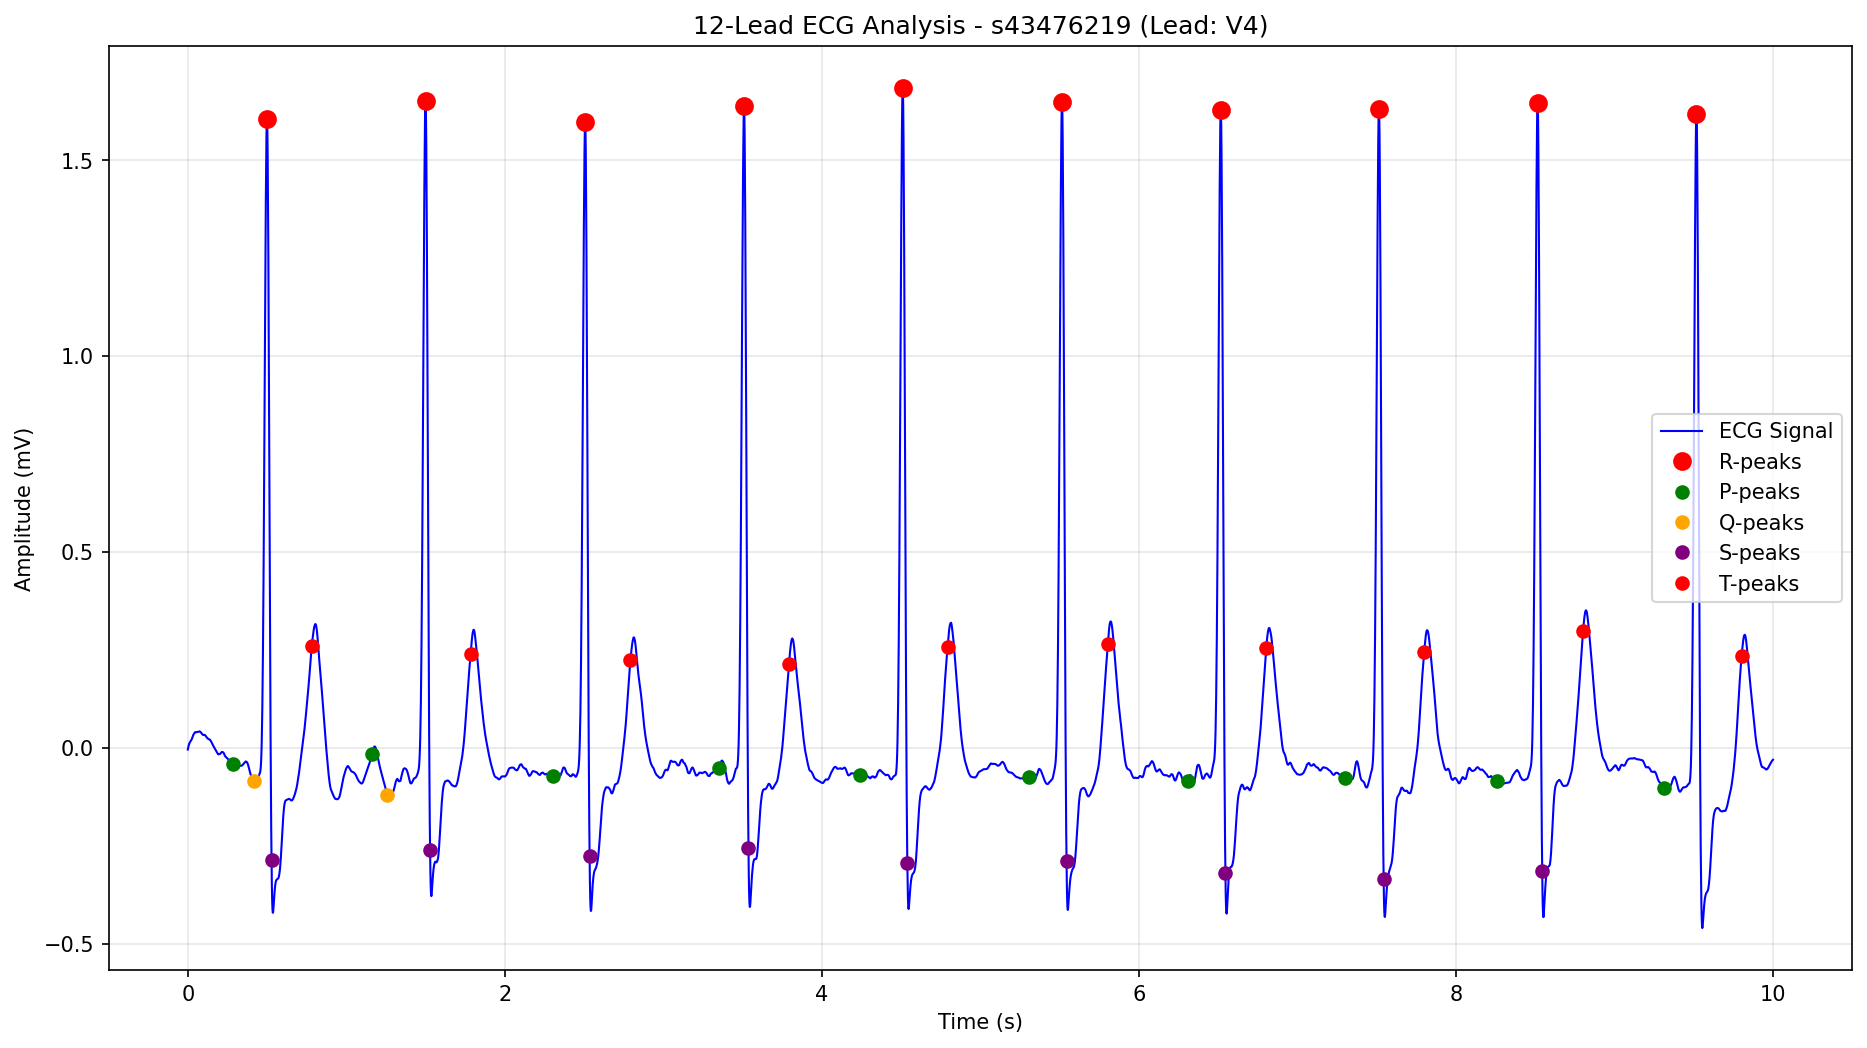 12-Lead ECG Analysis - s43476219 (Lead: V4)
Amplitude (mV)
1.5
1.0
0.5
0.0
−0.5
0
2
4
6
8
10
Time (s)
ECG Signal
R-peaks
P-peaks
Q-peaks
S-peaks
T-peaks